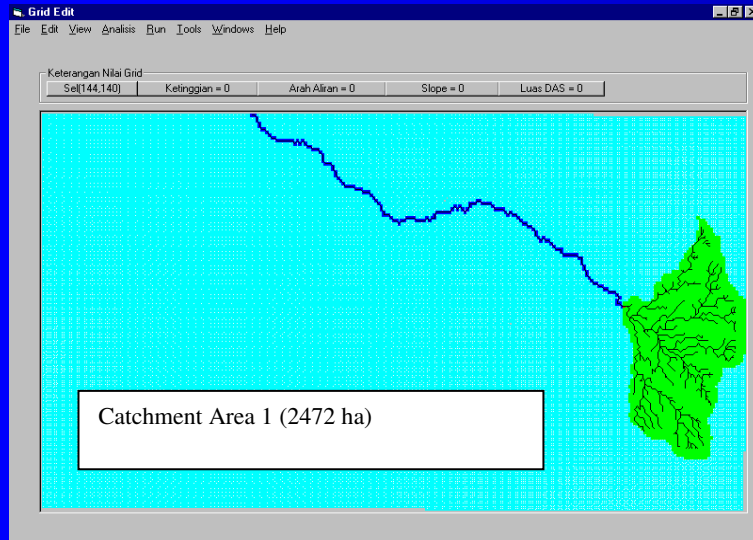 Grid Edit
File Edit View Analisis Run Tools Windows Help
Keterangan Nilai Grid
Sel(144,140) Ketinggian = 0 Arah Aliran = 0 Slope = 0 Luas DAS = 0
Catchment Area 1 (2472 ha)